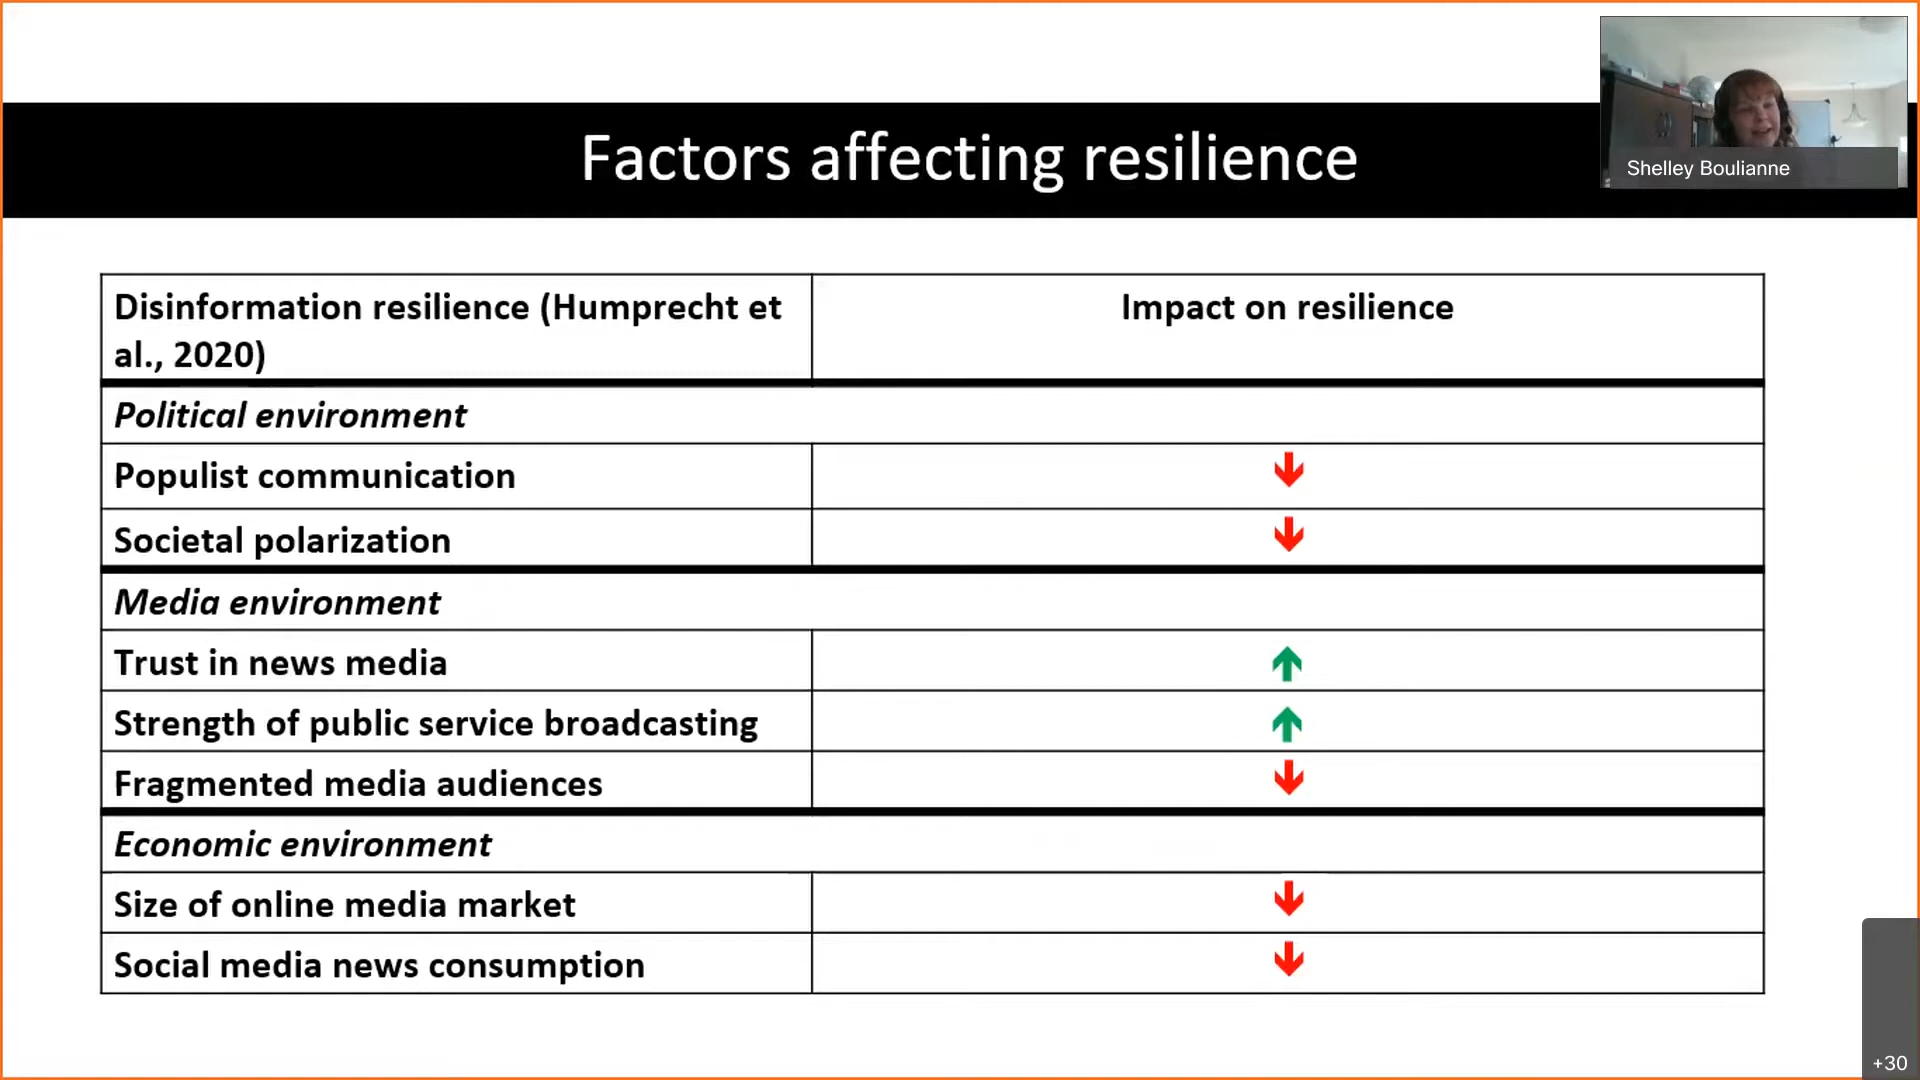 Factors affecting resilience
Shelley Boulianne
Disinformation resilience (Humprecht et
al., 2020)
Impact on resilience
Political environment
Populist communication
Societal polarization
Media environment
Trust in news media
Strength of public service broadcasting
Fragmented media audiences
Economic environment
Size of online media market
Social media news consumption
+30